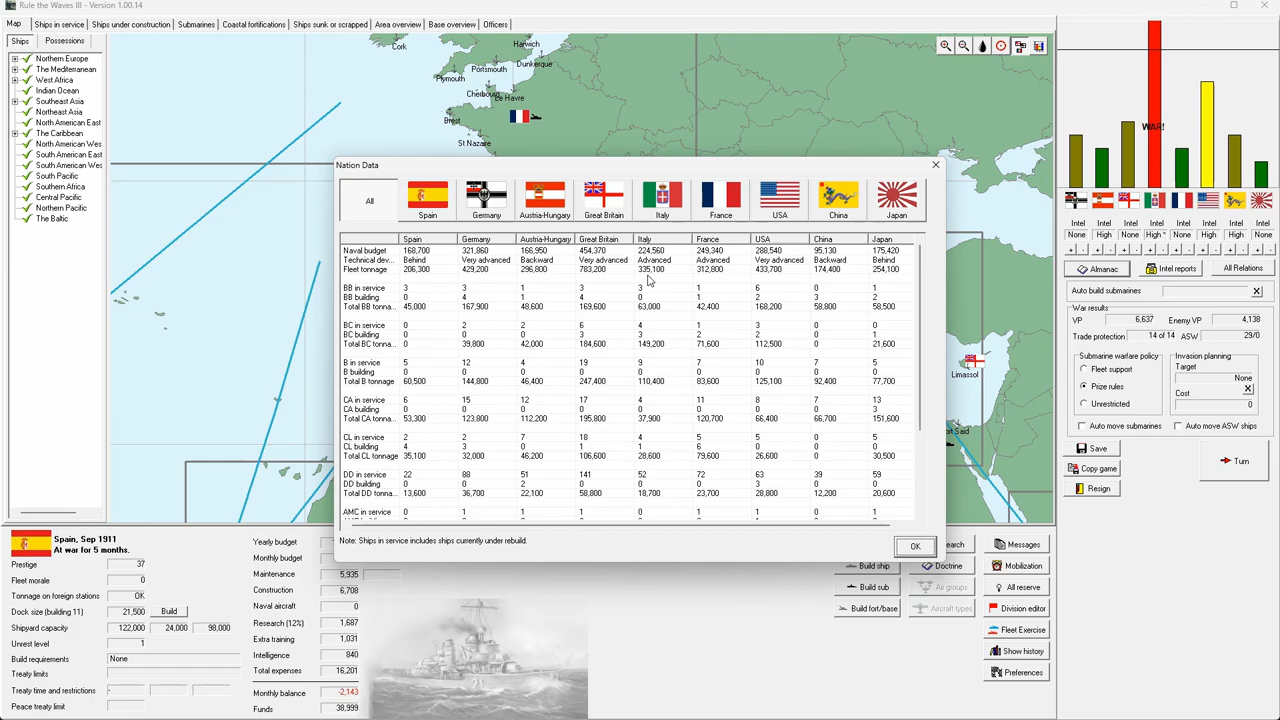 Rule the Waves III - Version 1.00.14
Map Ships in service Ships under construction Submarines Coastal fortifications Ships sunk or scrapped Area overview Base overview Officers
Ships Possessions
Northern Europe
The Mediterranean
West Africa
Indian Ocean
Southeast Asia
Northeast Asia
North American East
The Caribbean
North American Wes
South American East
South American We
South Pacific
Southern Africa
Central Pacific
Northern Pacific
The Baltic
Cork
Harwich
Dunkerque
Portsmouth
Plymouth
Cherbourg
Le Havre
Brest
St Nazaire
Limassol
Port Said
Nation Data
All Spain Germany Austria-Hungary Great Britain Italy France USA China Japan
Spain Germany Austria-Hungary Great Britain Italy France USA China Japan
Naval budget 168,700 321,860 166,950 454,370 224,560 249,340 288,540 95,130 175,420
Technical dev... Behind Very advanced Backward Very advanced Advanced Advanced Very advanced Backward Behind
Fleet tonnage 206,300 429,200 296,800 783,200 335,100 312,800 433,700 174,400 254,100
BB in service 3 3 1 3 3 1 6 0 1
BB building 0 4 1 4 0 1 2 3 2
Total BB tonna... 45,000 167,900 48,600 169,600 63,000 42,400 168,200 58,800 58,500
BC in service 0 2 2 6 4 1 3 0 0
BC building 0 0 0 3 3 2 2 0 1
Total BC tonna... 0 39,800 42,000 184,600 149,200 71,600 112,500 0 21,600
B in service 5 12 4 19 9 7 10 7 5
B building 0 0 0 0 0 0 0 0 0
Total B tonnage 60,500 144,800 46,400 247,400 110,400 83,600 125,100 92,400 77,700
CA in service 6 15 12 17 4 11 8 7 13
CA building 0 0 0 0 0 0 0 0 3
Total CA tonna... 53,300 123,800 112,200 195,800 37,900 120,700 66,400 66,700 151,600
CL in service 2 2 7 18 4 5 5 0 5
CL building 4 3 0 1 1 6 0 0 0
Total CL tonnage 35,100 32,000 46,200 106,600 28,600 79,600 26,600 0 30,500
DD in service 22 88 51 141 52 72 63 39 59
DD building 0 0 2 0 0 0 3 0 0
Total DD tonna... 13,600 36,700 22,100 58,800 18,700 23,700 28,800 12,200 20,600
AMC in service 0 1 1 1 0 1 1 0 0
Note: Ships in service includes ships currently under rebuild.
OK
WAR!
Intel Intel Intel Intel Intel Intel Intel Intel
None None None High High None None High
Almanac Intel reports All Relations
Auto build submarines X
War results
VP 6,637 Enemy VP 4,138
Trade protection 14 of 14 ASW 29/0
Submarine warfare policy
Fleet support
Prize rules
Unrestricted
Invasion planning
Target
None
Cost X
0
Auto move submarines Auto move ASW ships
Save
Copy game
Resign
Turn
Spain, Sep 1911
At war for 5 months.
Prestige 37
Fleet morale 0
Tonnage on foreign stations OK
Dock size (building 11) 21,500 Build
Shipyard capacity 122,000 24,000 98,000
Unrest level 1
Build requirements None
Treaty limits
Treaty time and restrictions -
Peace treaty limit
Yearly budget
Monthly budget
Maintenance 5,935
Construction 6,708
Naval aircraft 0
Research (12%) 1,687
Extra training 1,031
Intelligence 840
Total expenses 16,201
Monthly balance -2,143
Funds 38,999
Build ship
Build sub
Build fort/base
Doctrine
Air groups
Aircraft types
Messages
Mobilization
All reserve
Division editor
Fleet Exercise
Show history
Preferences